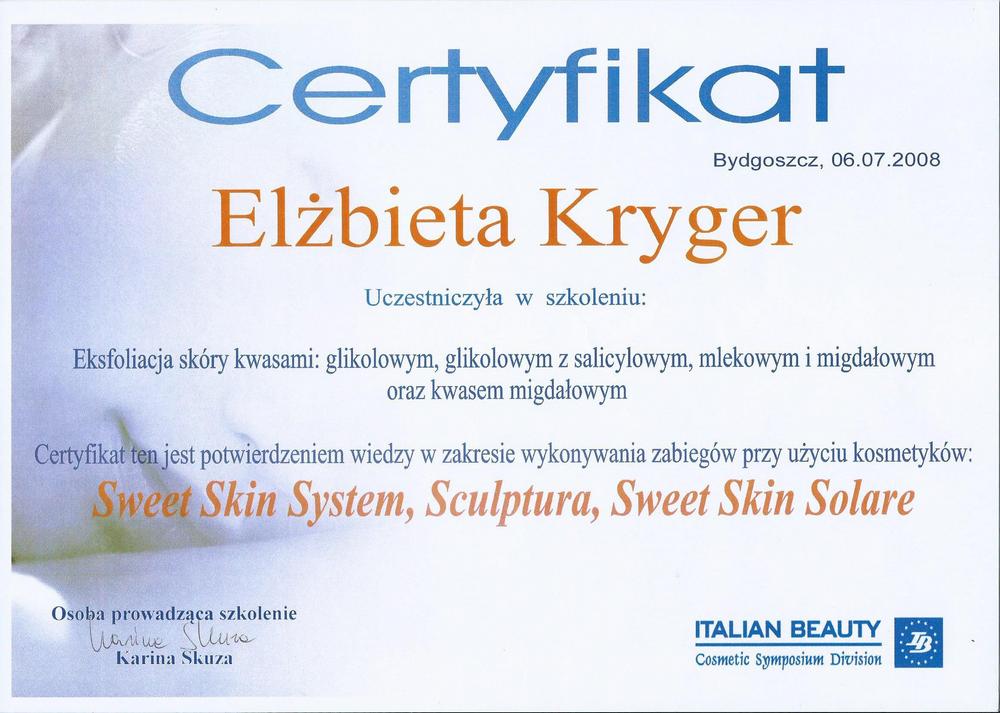 Certyfikat
Bydgoszcz, 06.07.2008
Elżbieta Kryger
Uczestniczyła w szkoleniu:
Eksfoliacja skóry kwasami: glikolowym, glikolowym z salicylowym, mlekowym i migdałowym
oraz kwasem migdałowym
Certyfikat ten jest potwierdzeniem wiedzy w zakresie wykonywania zabiegów przy użyciu kosmetyków:
Sweet Skin System, Sculptura, Sweet Skin Solare
Osoba prowadząca szkolenie
Karina Skuza
Karina Skuza
ITALIAN BEAUTY
Cosmetic Symposium Division
IB